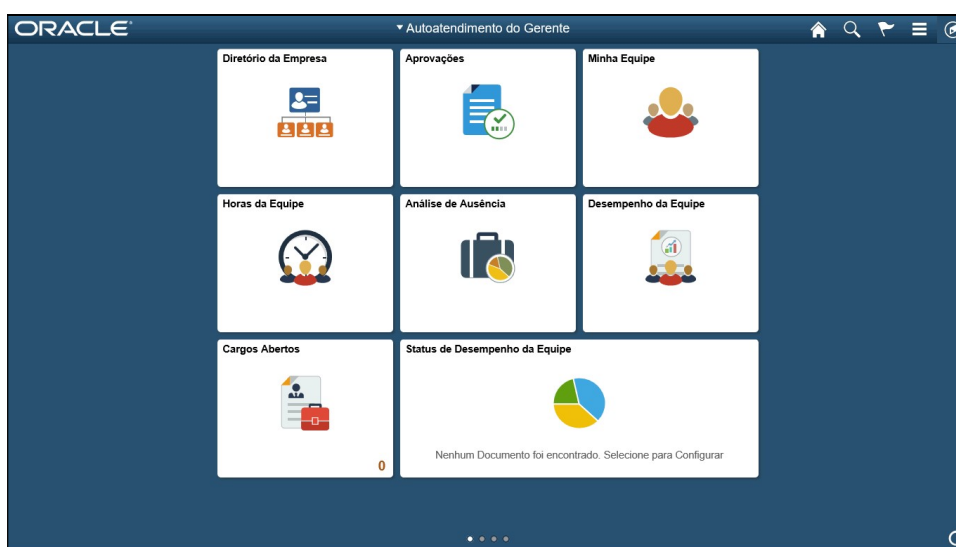 ORACLE
Autoatendimento do Gerente
Diretório da Empresa
Aprovações
Minha Equipe
Horas da Equipe
Análise de Ausência
Desempenho da Equipe
Cargos Abertos
0
Status de Desempenho da Equipe
Nenhum Documento foi encontrado. Selecione para Configurar